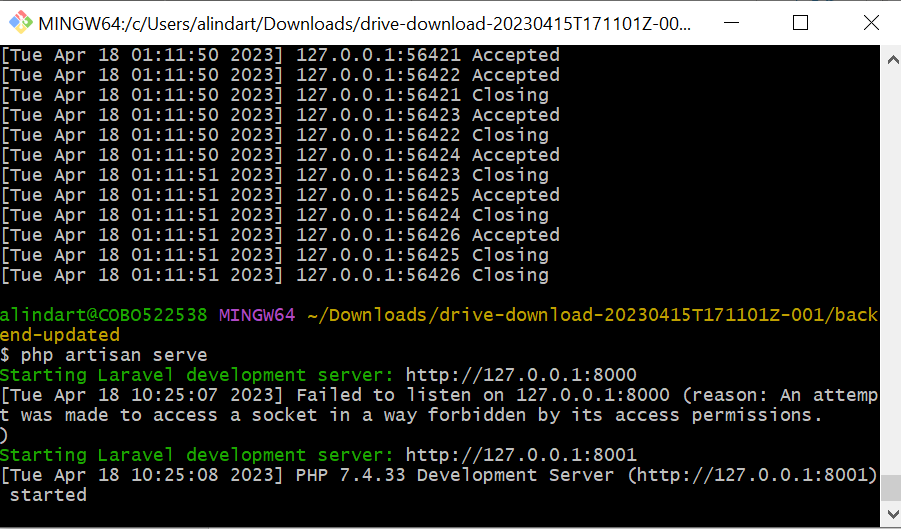 MINGW64:/c/Users/alindart/Downloads/drive-download-20230415T171101Z-00...
[Tue Apr 18 01:11:50 2023] 127.0.0.1:56421 Accepted
[Tue Apr 18 01:11:50 2023] 127.0.0.1:56422 Accepted
[Tue Apr 18 01:11:50 2023] 127.0.0.1:56421 Closing
[Tue Apr 18 01:11:50 2023] 127.0.0.1:56423 Accepted
[Tue Apr 18 01:11:50 2023] 127.0.0.1:56422 Closing
[Tue Apr 18 01:11:50 2023] 127.0.0.1:56424 Accepted
[Tue Apr 18 01:11:51 2023] 127.0.0.1:56423 Closing
[Tue Apr 18 01:11:51 2023] 127.0.0.1:56425 Accepted
[Tue Apr 18 01:11:51 2023] 127.0.0.1:56424 Closing
[Tue Apr 18 01:11:51 2023] 127.0.0.1:56426 Accepted
[Tue Apr 18 01:11:51 2023] 127.0.0.1:56425 Closing
[Tue Apr 18 01:11:51 2023] 127.0.0.1:56426 Closing
alindart@COBO522538 MINGW64 ~/Downloads/drive-download-20230415T171101Z-001/back
end-updated
$ php artisan serve
Starting Laravel development server: http://127.0.0.1:8000
[Tue Apr 18 10:25:07 2023] Failed to listen on 127.0.0.1:8000 (reason: An attemp
t was made to access a socket in a way forbidden by its access permissions.
)
Starting Laravel development server: http://127.0.0.1:8001
[Tue Apr 18 10:25:08 2023] PHP 7.4.33 Development Server (http://127.0.0.1:8001)
 started